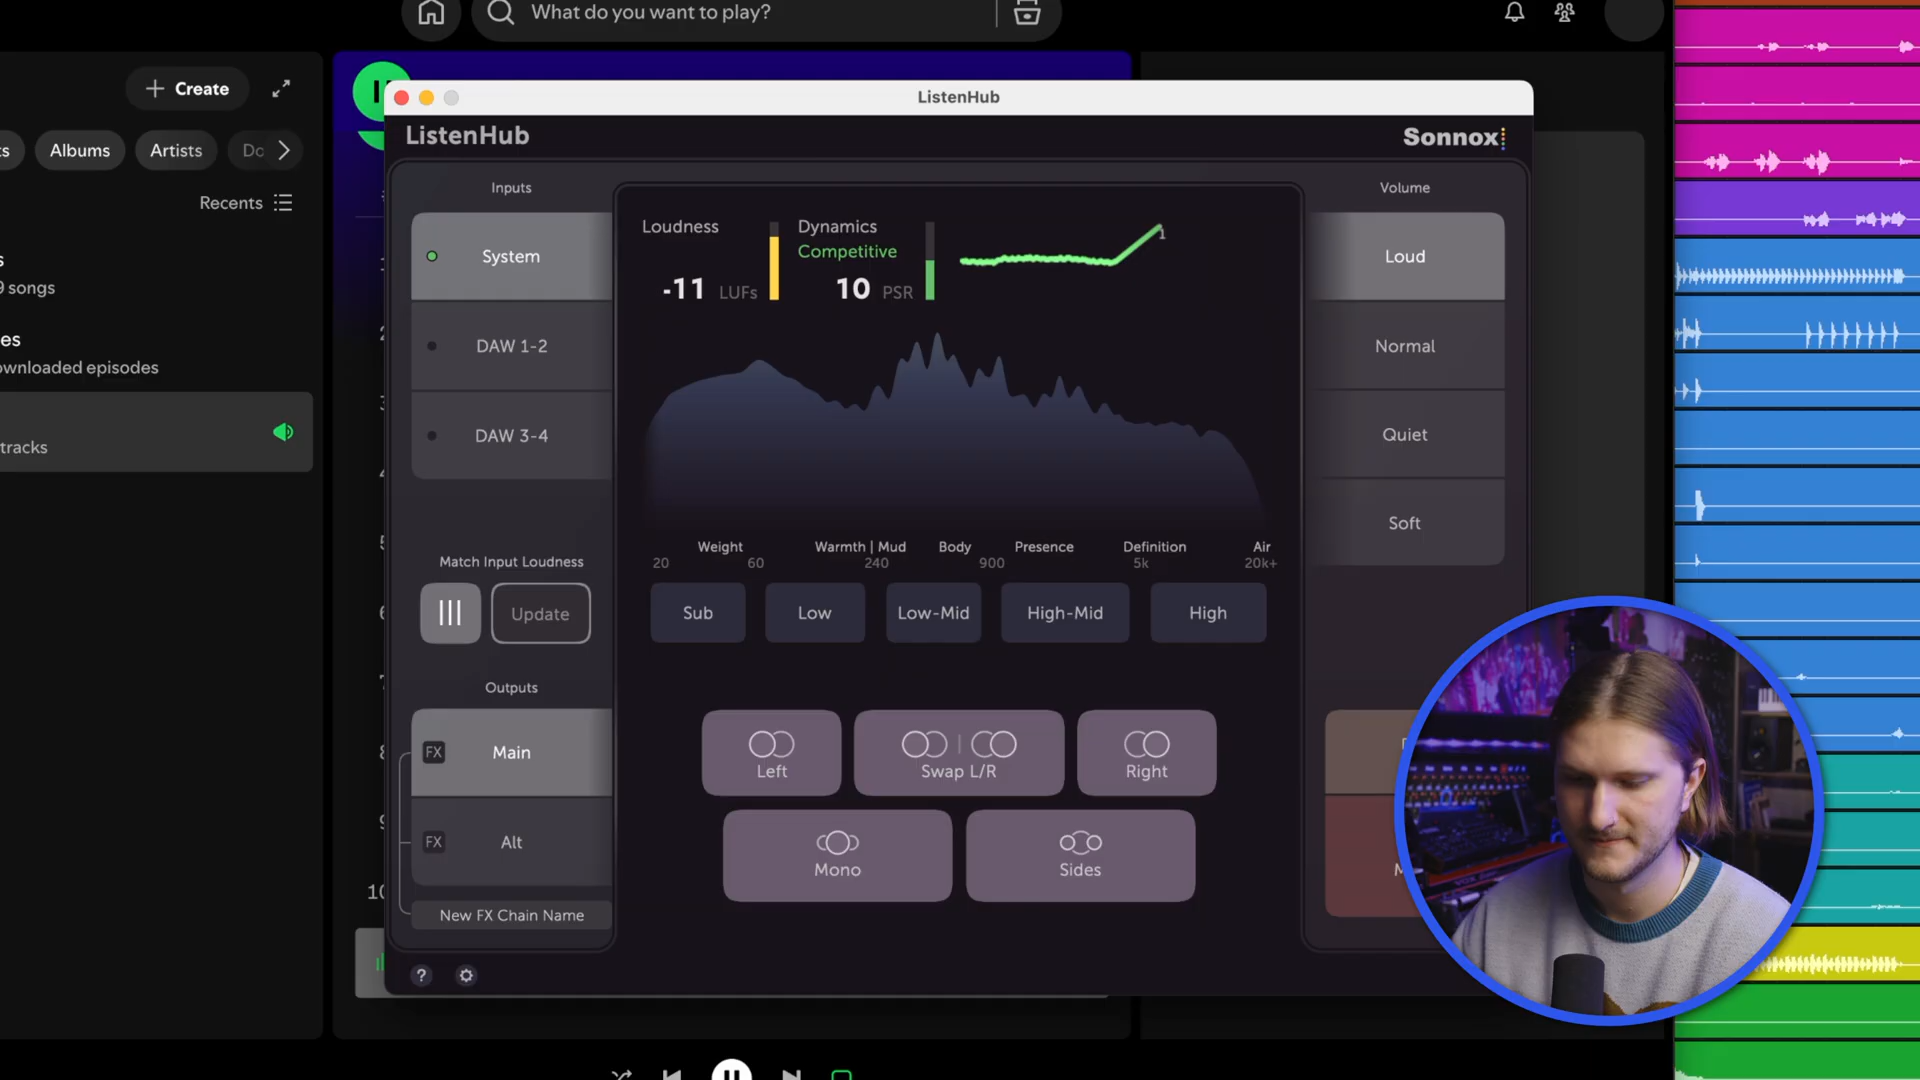 What do you want to play?
Create
Albums
Artists
Recents
9 songs
ownloaded episodes
tracks
ListenHub
ListenHub
Sonnox
Inputs
System
DAW 1-2
DAW 3-4
Match Input Loudness
Update
Outputs
FX Main
FX Alt
New FX Chain Name
?
Loudness
-11 LUFs
Dynamics
Competitive
10 PSR
Weight Warmth | Mud Body Presence Definition Air
20 60 240 900 5k 20k+
Sub Low Low-Mid High-Mid High
Left Swap L/R Right
Mono Sides
Volume
Loud
Normal
Quiet
Soft